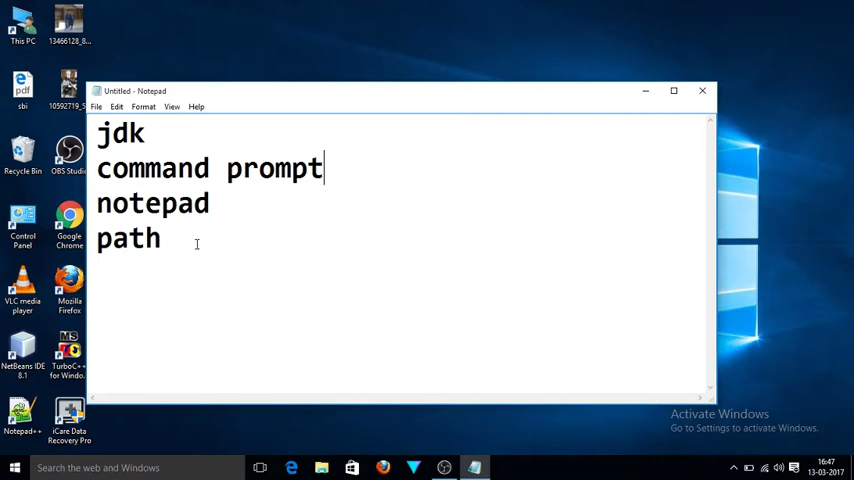 This PC
13466128_8...
sbi
10592719_5
Recycle Bin
OBS Studio
Control
Panel
Google
Chrome
VLC media
player
Mozilla
Firefox
NetBeans IDE
8.1
TurboC++
for Windo...
Notepad++
iCare Data
Recovery Pro
Untitled - Notepad
File Edit Format View Help
jdk
command prompt
notepad
path
Activate Windows
Go to Settings to activate Windows.
Search the web and Windows
16:47
13-03-2017